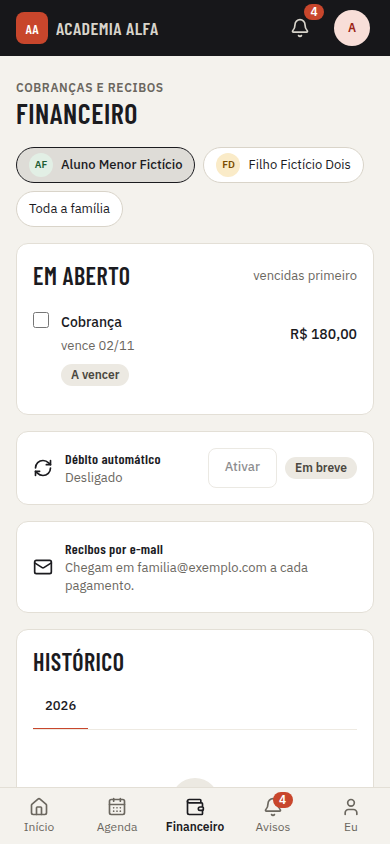 AA ACADEMIA ALFA 4 A
COBRANÇAS E RECIBOS
FINANCEIRO
AF Aluno Menor Fictício FD Filho Fictício Dois
Toda a família
EM ABERTO vencidas primeiro
Cobrança
R$ 180,00
vence 02/11
A vencer
Débito automático
Desligado
Ativar Em breve
Recibos por e-mail
Chegam em familia@exemplo.com a cada
pagamento.
HISTÓRICO
2026
4
Início Agenda Financeiro Avisos Eu